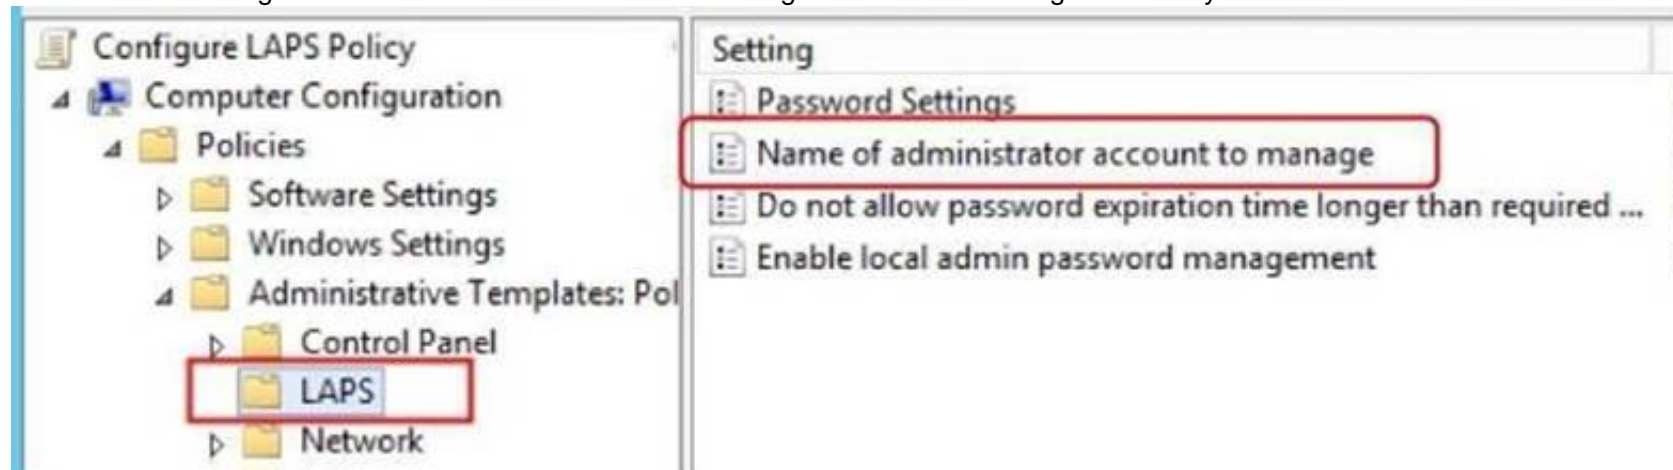 Configure LAPS Policy
Computer Configuration
Policies
Software Settings
Windows Settings
Administrative Templates: Pol
Control Panel
LAPS
Network
Setting
Password Settings
Name of administrator account to manage
Do not allow password expiration time longer than required ...
Enable local admin password management